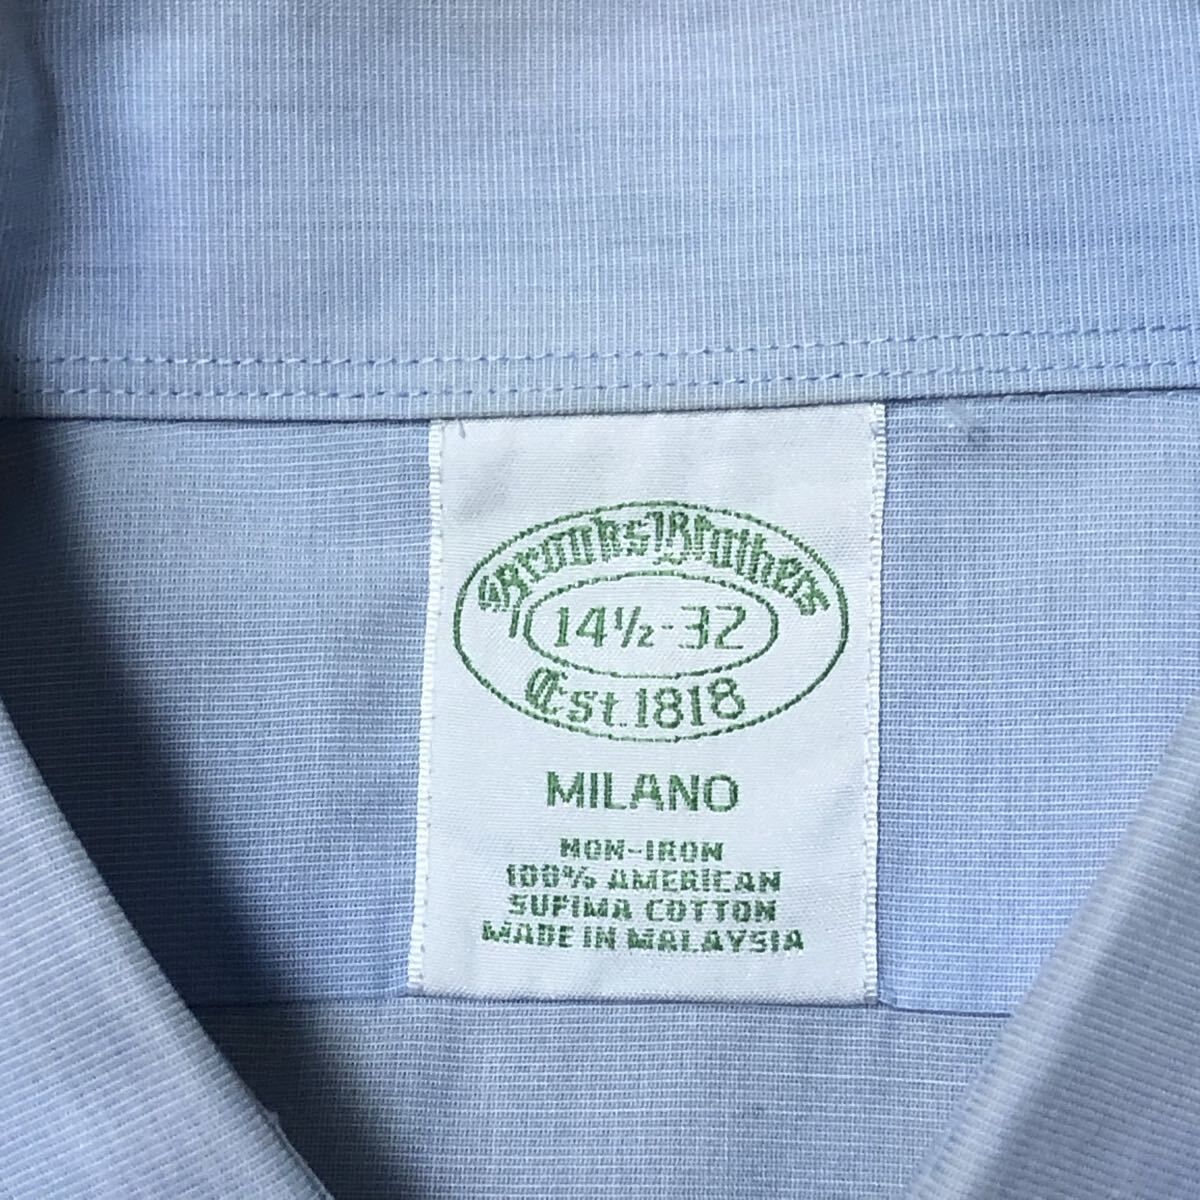 Brooks Brothers
14½-32
Est. 1818
MILANO
NON-IRON
100% AMERICAN
SUPIMA COTTON
MADE IN MALAYSIA